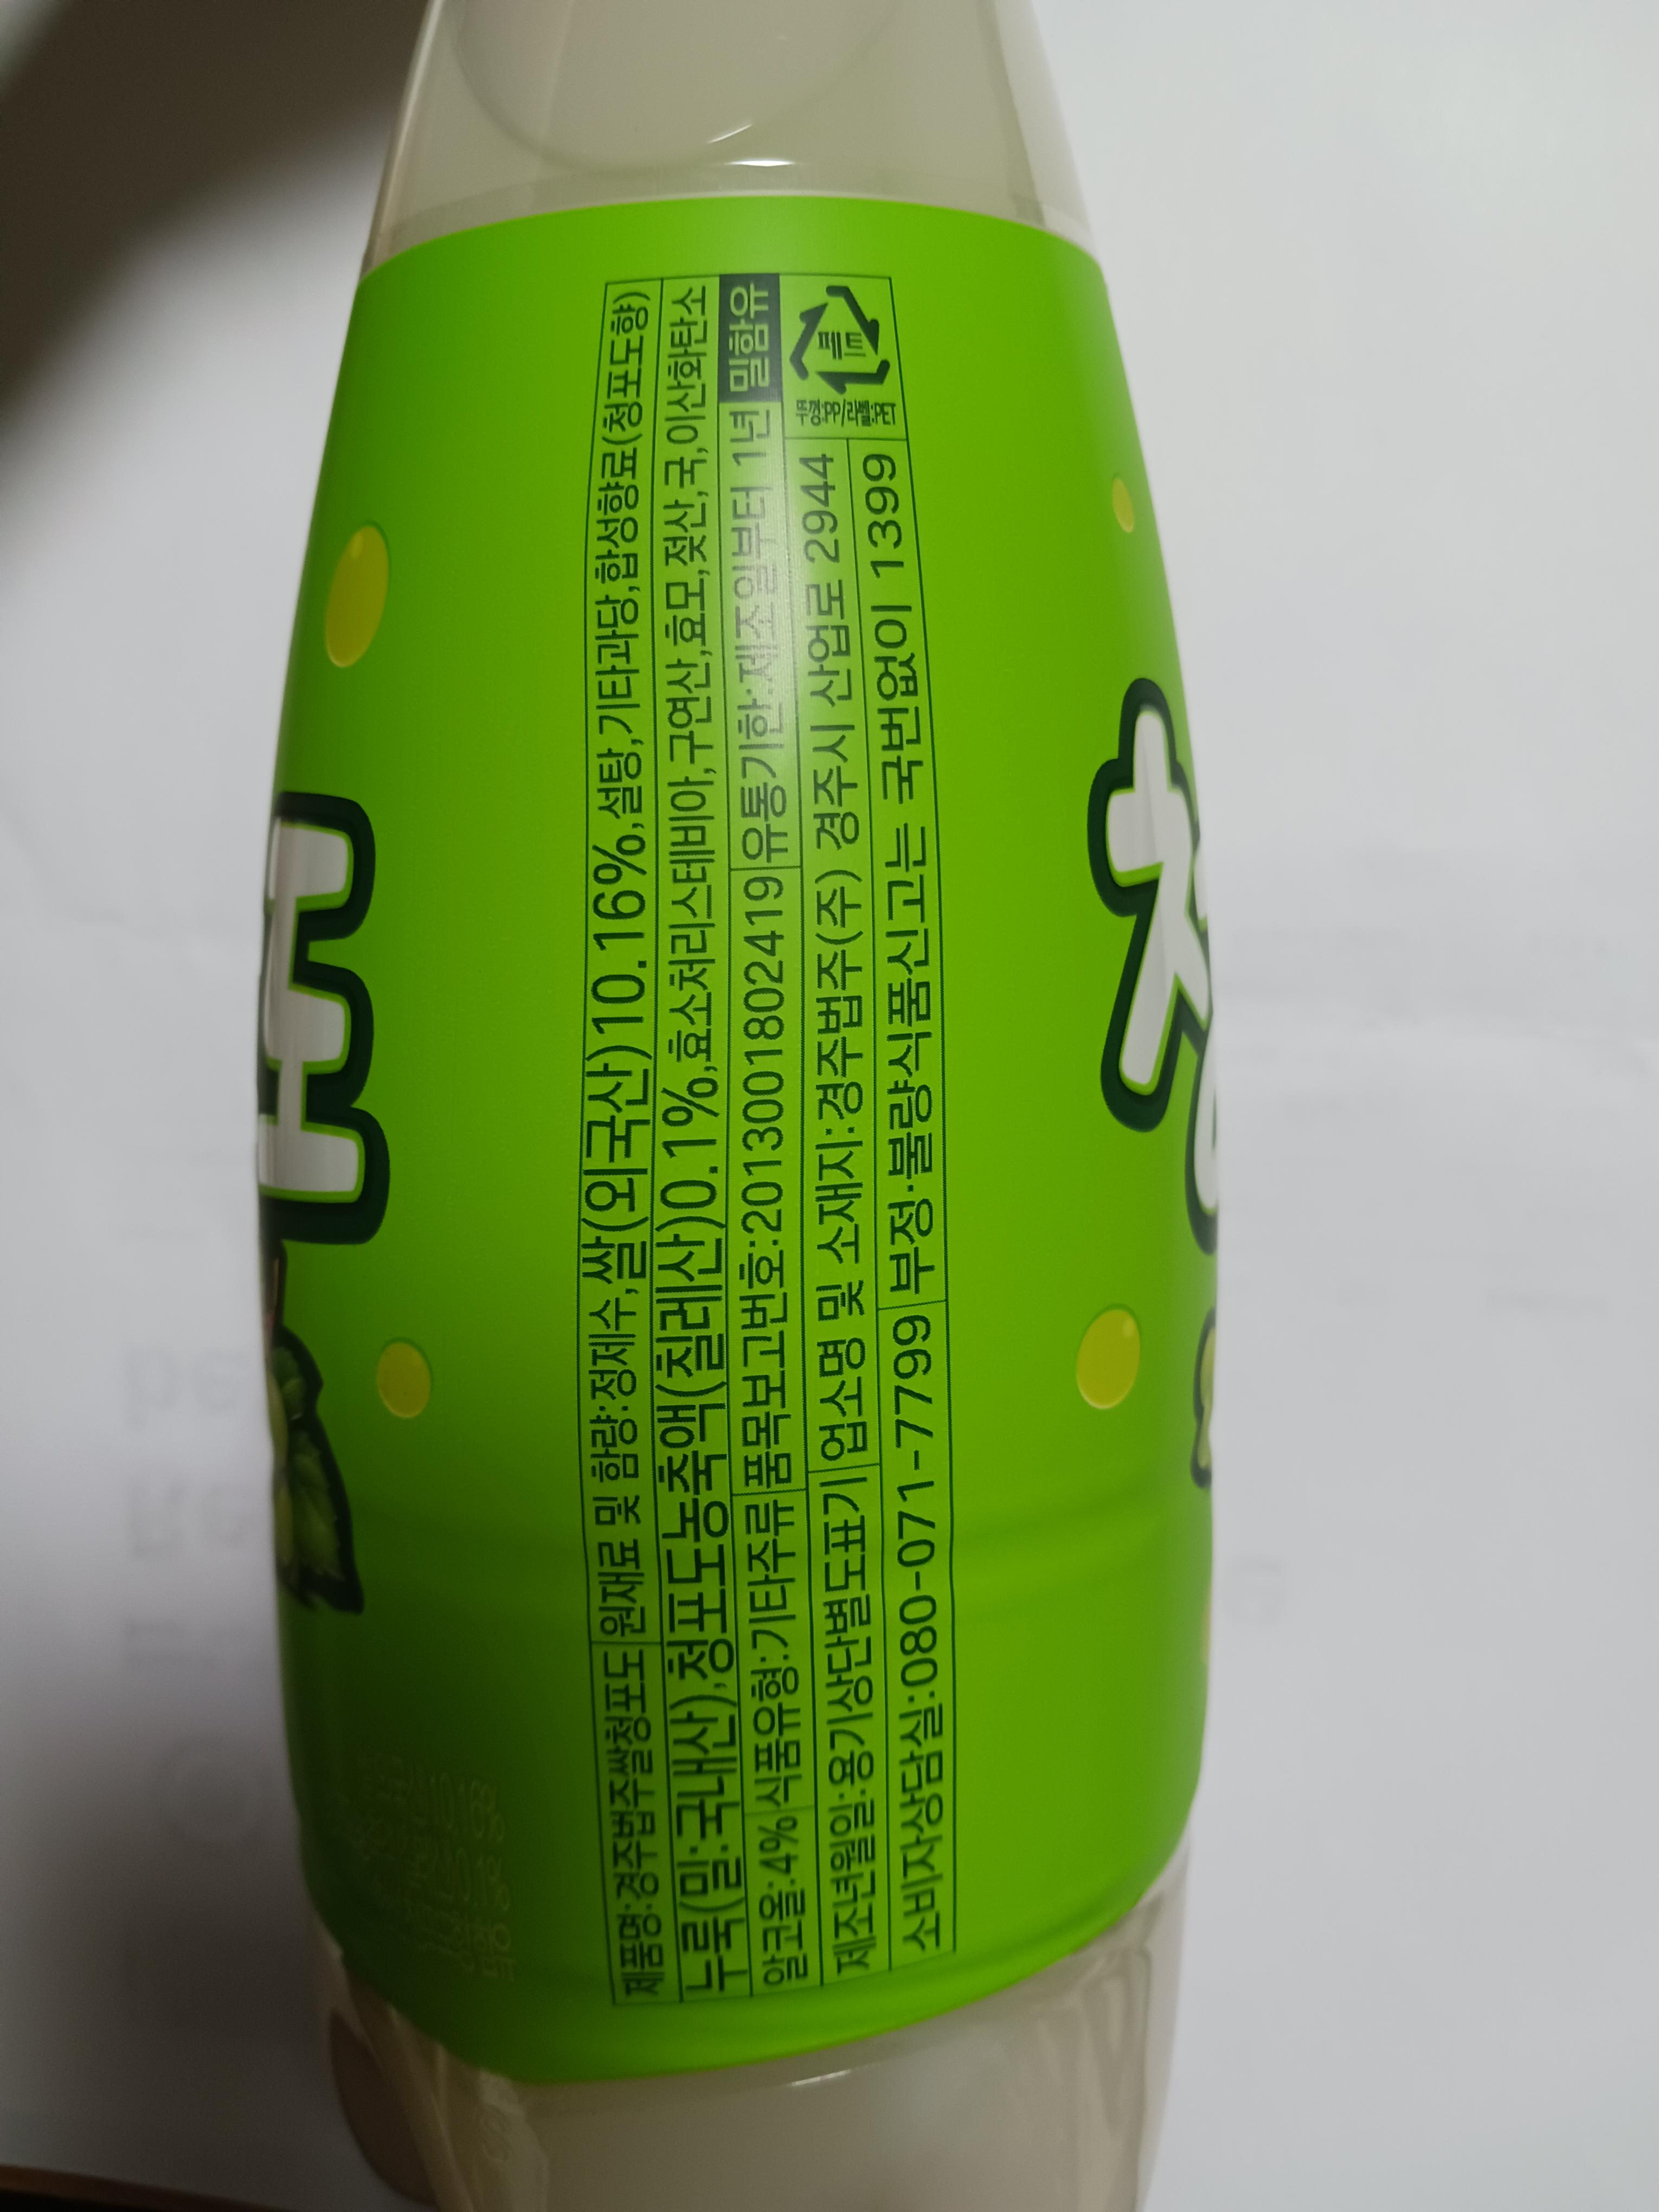 제품명:경주법주쌀청포도 원재료 및 함량:정제수,쌀(외국산)10.16%,설탕,기타과당,합성향료(청포도향)
누룩(밀:국내산),청포도농축액(칠레산)0.1%,효소처리스테비아,구연산,효모,젖산,국,이산화탄소
알코올:4% 식품유형:기타주류 품목보고번호:2013001802419 유통기한:제조일부터 1년 밀함유
제조년월일:용기상단별도표기 업소명 및 소재지:경주법주(주) 경주시 산업로 2944
소비자상담실:080-071-7799 부정·불량식품신고는 국번없이 1399
페트